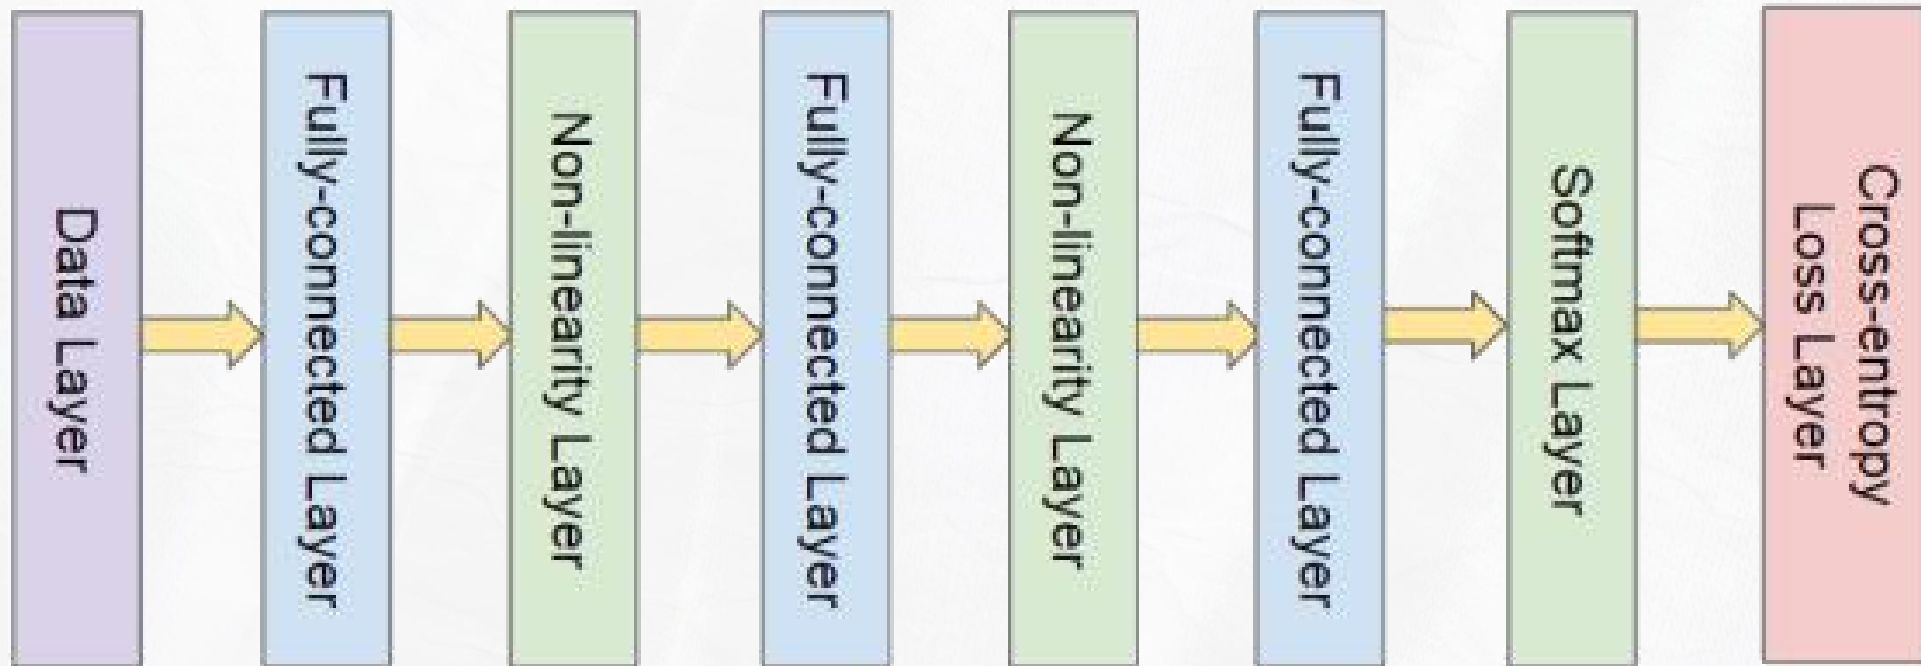 Data Layer
Fully-connected Layer
Non-linearity Layer
Fully-connected Layer
Non-linearity Layer
Fully-connected Layer
Softmax Layer
Cross-entropy
Loss Layer